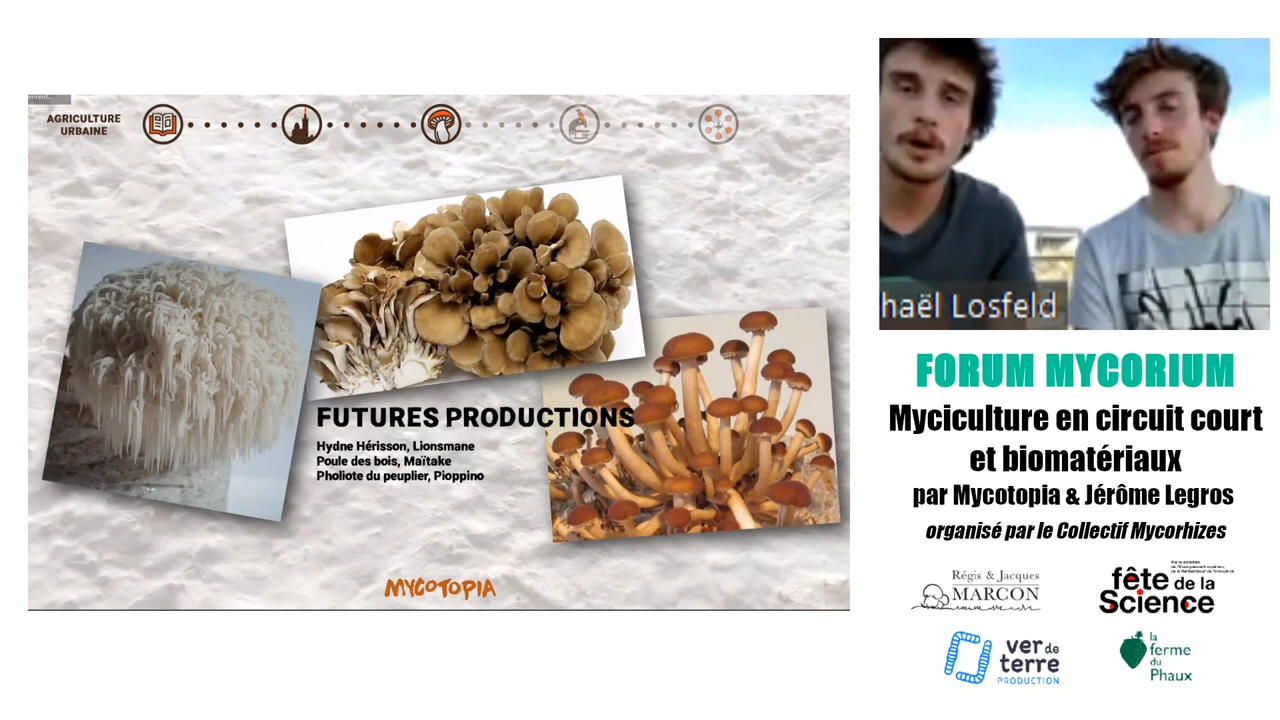 AGRICULTURE
URBAINE
FUTURES PRODUCTIONS
Hydne Hérisson, Lionsmane
Poule des bois, Maïtake
Pholiote du peuplier, Pioppino
MYCOTOPIA
haël Losfeld
FORUM MYCORIUM
Myciculture en circuit court
et biomatériaux
par Mycotopia & Jérôme Legros
organisé par le Collectif Mycorhizes
Régis & Jacques
MARCON
fête de la
Science
ver de
terre
PRODUCTION
la
ferme
du
Phaux